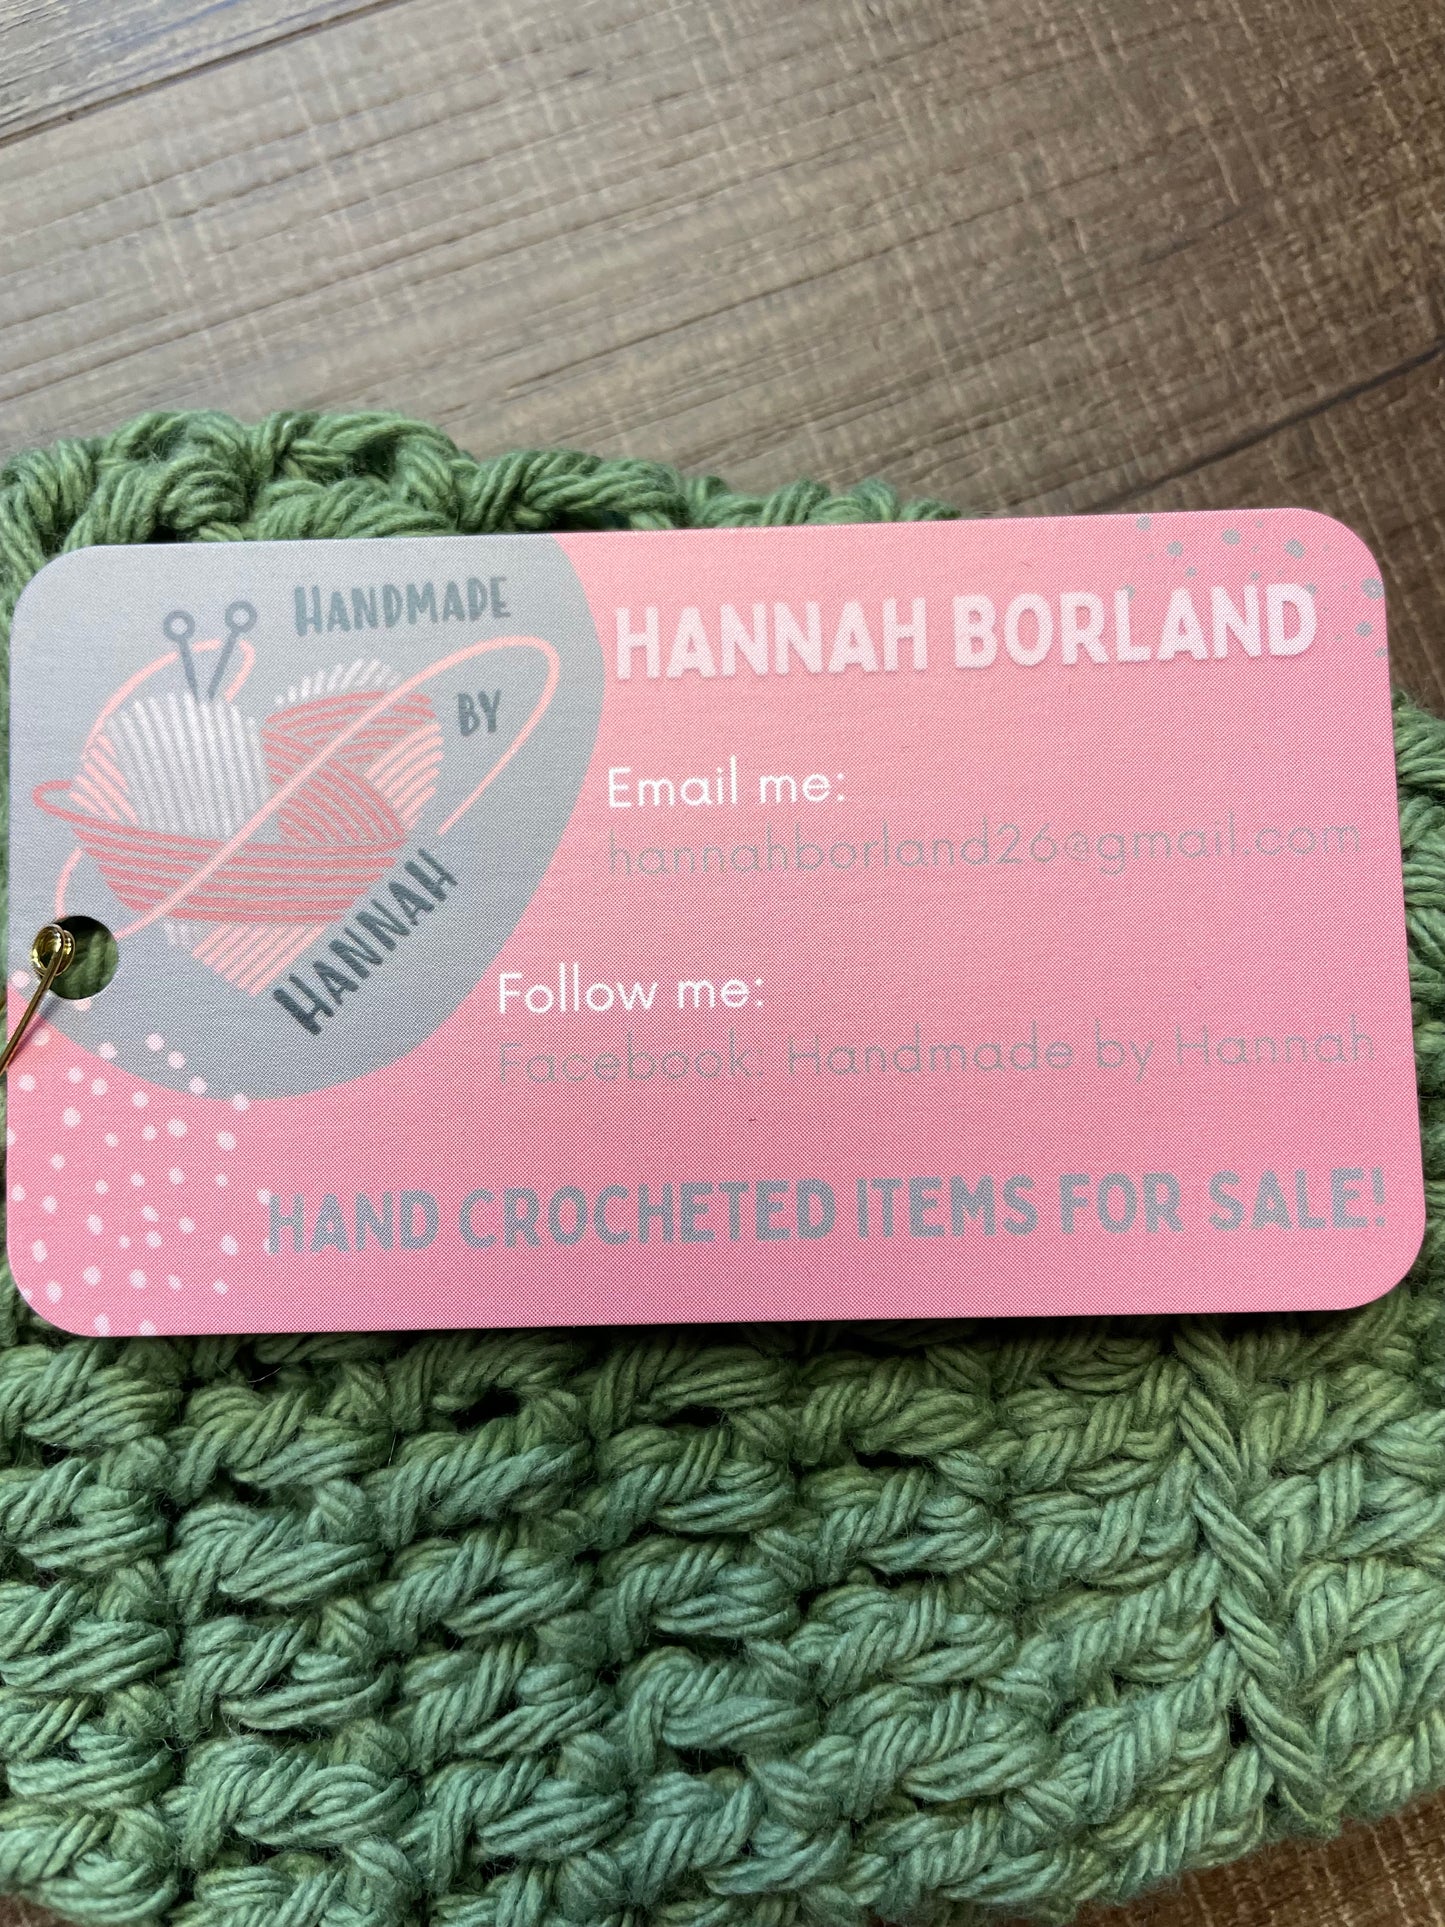 HANDMADE
BY
HANNAH
HANNAH BORLAND
Email me:
hannahborland26@gmail.com
Follow me:
Facebook: Handmade by Hannah
HAND CROCHETED ITEMS FOR SALE!